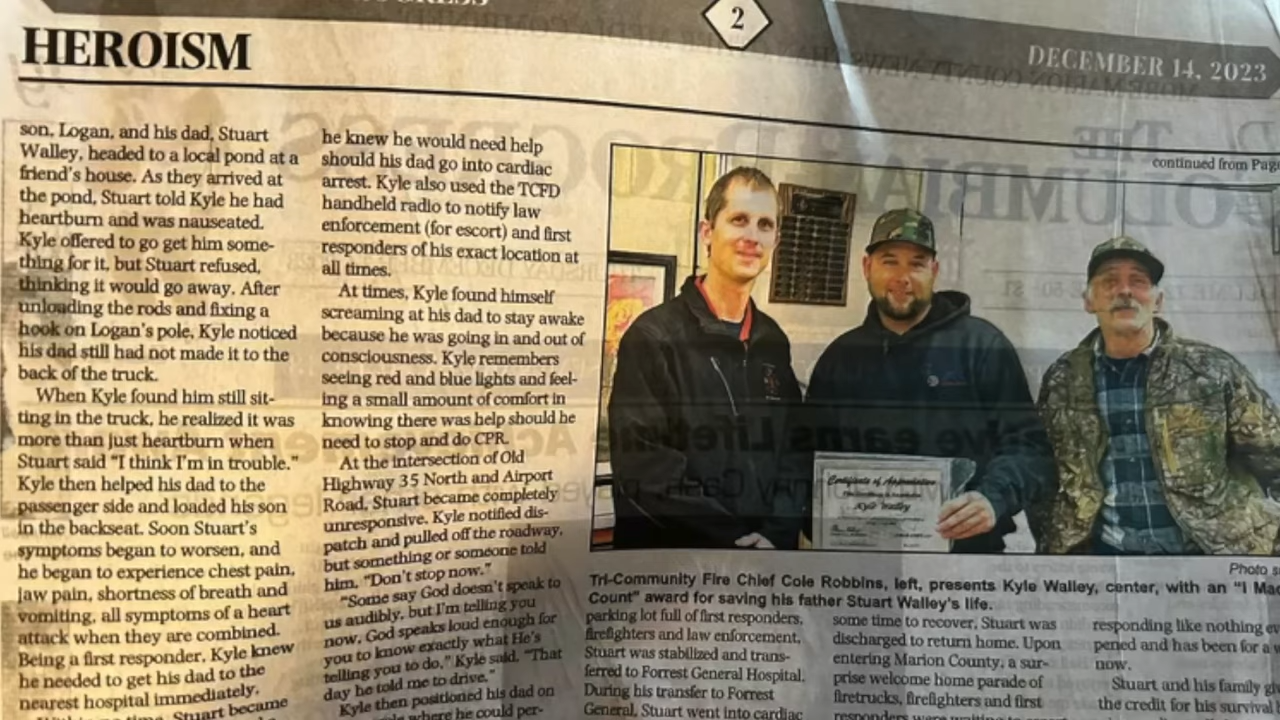 2
DECEMBER 14, 2023
HEROISM
continued from
son, Logan, and his dad, Stuart
Walley, headed to a local pond at a
friend's house. As they arrived at
the pond, Stuart told Kyle he had
heartburn and was nauseated.
Kyle offered to go get him some-
thing for it, but Stuart refused,
thinking it would go away. After
unloading the rods and fixing a
hook on Logan's pole, Kyle noticed
his dad still had not made it to the
back of the truck.
When Kyle found him still sit-
ting in the truck, he realized it was
more than just heartburn when
Stuart said "I think I'm in trouble."
Kyle then helped his dad to the
passenger side and loaded his son
in the backseat. Soon Stuart's
symptoms began to worsen, and
he began to experience chest pain,
jaw pain, shortness of breath and
vomiting, all symptoms of a heart
attack when they are combined.
Being a first responder, Kyle knew
he needed to get his dad to the
nearest hospital immediately.
time, Stuart became
he knew he would need help
should his dad go into cardiac
arrest. Kyle also used the TCFD
handheld radio to notify law
enforcement (for escort) and first
responders of his exact location at
all times.
At times, Kyle found himself
screaming at his dad to stay awake
because he was going in and out of
consciousness. Kyle remembers
seeing red and blue lights and feel-
ing a small amount of comfort in
knowing there was help should he
need to stop and do CPR.
At the intersection of Old
Highway 35 North and Airport
Road, Stuart became completely
unresponsive. Kyle notified dis-
patch and pulled off the roadway,
but something or someone told
him, "Don't stop now."
"Some say God doesn't speak to
us audibly, but I'm telling you
now, God speaks loud enough for
you to know exactly what He's
telling you to do," Kyle said. "That
day he told me to drive."
Kyle then positioned his dad on
where he could per-
Certificate of Appreciation
Kyle Walley
Photo
Tri-Community Fire Chief Cole Robbins, left, presents Kyle Walley, center, with an "I
Count" award for saving his father Stuart Walley's life.
parking lot full of first responders,
firefighters and law enforcement,
Stuart was stabilized and trans-
ferred to Forrest General Hospital.
During his transfer to Forrest
General, Stuart went into cardiac
some time to recover, Stuart was
discharged to return home. Upon
entering Marion County, a sur-
prise welcome home parade of
firetrucks, firefighters and first
responders were waiting to
responding like nothing
pened and has been for a
now.
Stuart and his family
the credit for his survival